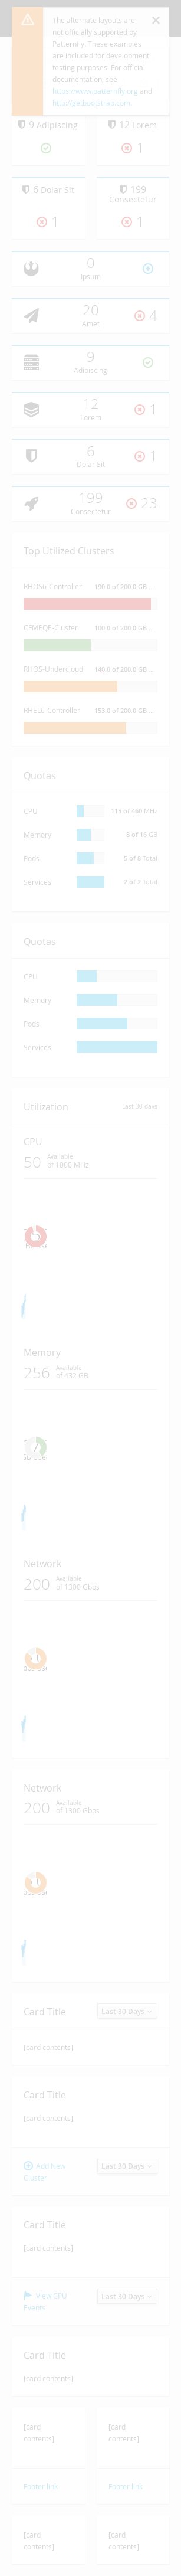 The alternate layouts are
not officially supported by
Patternfly. These examples
are included for development
testing purposes. For official
documentation, see
https://www.patternfly.org and
http://getbootstrap.com.
9 Adipiscing
12 Lorem
1
6 Dolor Sit
199
Consectetur
1
1
0
Ipsum
20
Amet
4
9
Adipiscing
12
Lorem
1
6
Dolor Sit
1
199
Consectetur
23
Top Utilized Clusters
RHOS6-Controller 190.0 of 200.0 GB
CFMEQE-Cluster 100.0 of 200.0 GB
RHOS-Undercloud 140.0 of 200.0 GB
RHEL6-Controller 153.0 of 200.0 GB
Quotas
CPU 115 of 460 MHz
Memory 8 of 16 GB
Pods 5 of 8 Total
Services 2 of 2 Total
Quotas
CPU
Memory
Pods
Services
Utilization Last 30 days
CPU
50 Available
of 1000 MHz
Memory
256 Available
of 432 GB
Network
200 Available
of 1300 Gbps
Network
200 Available
of 1300 Gbps
Card Title Last 30 Days
[card contents]
Card Title
[card contents]
Add New
Cluster
Last 30 Days
Card Title
[card contents]
View CPU
Events
Last 30 Days
Card Title
[card contents]
[card
contents]
[card
contents]
Footer link
Footer link
[card
contents]
[card
contents]